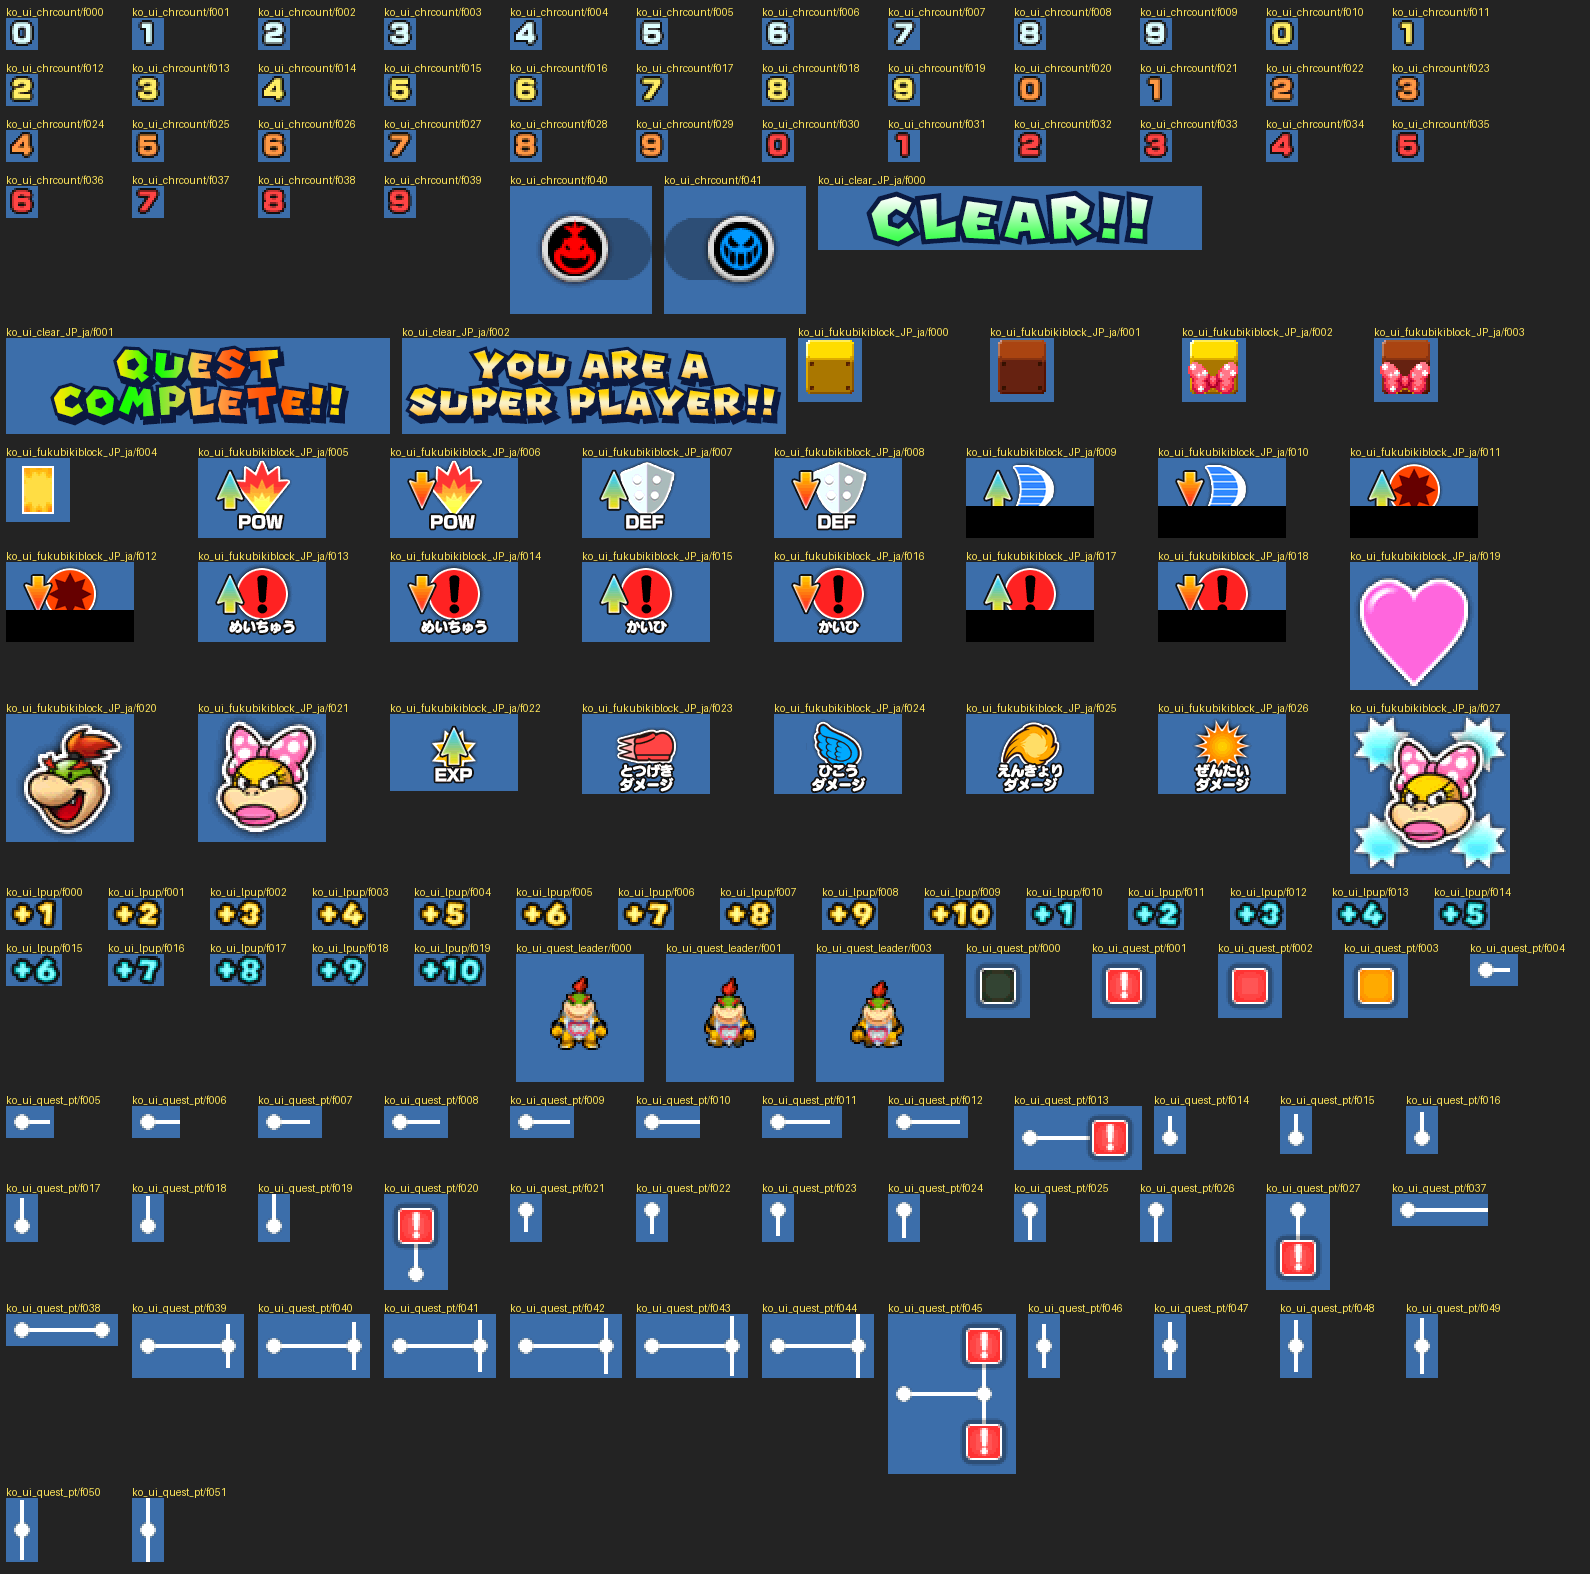 ko_ui_chrcount/f000 ko_ui_chrcount/f001 ko_ui_chrcount/f002 ko_ui_chrcount/f003 ko_ui_chrcount/f004 ko_ui_chrcount/f005 ko_ui_chrcount/f006 ko_ui_chrcount/f007 ko_ui_chrcount/f008 ko_ui_chrcount/f009 ko_ui_chrcount/f010 ko_ui_chrcount/f011
0 1 2 3 4 5 6 7 8 9 0 1
ko_ui_chrcount/f012 ko_ui_chrcount/f013 ko_ui_chrcount/f014 ko_ui_chrcount/f015 ko_ui_chrcount/f016 ko_ui_chrcount/f017 ko_ui_chrcount/f018 ko_ui_chrcount/f019 ko_ui_chrcount/f020 ko_ui_chrcount/f021 ko_ui_chrcount/f022 ko_ui_chrcount/f023
2 3 4 5 6 7 8 9 0 1 2 3
ko_ui_chrcount/f024 ko_ui_chrcount/f025 ko_ui_chrcount/f026 ko_ui_chrcount/f027 ko_ui_chrcount/f028 ko_ui_chrcount/f029 ko_ui_chrcount/f030 ko_ui_chrcount/f031 ko_ui_chrcount/f032 ko_ui_chrcount/f033 ko_ui_chrcount/f034 ko_ui_chrcount/f035
4 5 6 7 8 9 0 1 2 3 4 5
ko_ui_chrcount/f036 ko_ui_chrcount/f037 ko_ui_chrcount/f038 ko_ui_chrcount/f039 ko_ui_chrcount/f040 ko_ui_chrcount/f041 ko_ui_clear_JP_ja/f000
6 7 8 9 CLEAR!!
ko_ui_clear_JP_ja/f001 ko_ui_clear_JP_ja/f002 ko_ui_fukubikiblock_JP_ja/f000 ko_ui_fukubikiblock_JP_ja/f001 ko_ui_fukubikiblock_JP_ja/f002 ko_ui_fukubikiblock_JP_ja/f003
QUEST
COMPLETE!!
YOU ARE A
SUPER PLAYER!!
ko_ui_fukubikiblock_JP_ja/f004 ko_ui_fukubikiblock_JP_ja/f005 ko_ui_fukubikiblock_JP_ja/f006 ko_ui_fukubikiblock_JP_ja/f007 ko_ui_fukubikiblock_JP_ja/f008 ko_ui_fukubikiblock_JP_ja/f009 ko_ui_fukubikiblock_JP_ja/f010 ko_ui_fukubikiblock_JP_ja/f011
POW POW DEF DEF
ko_ui_fukubikiblock_JP_ja/f012 ko_ui_fukubikiblock_JP_ja/f013 ko_ui_fukubikiblock_JP_ja/f014 ko_ui_fukubikiblock_JP_ja/f015 ko_ui_fukubikiblock_JP_ja/f016 ko_ui_fukubikiblock_JP_ja/f017 ko_ui_fukubikiblock_JP_ja/f018 ko_ui_fukubikiblock_JP_ja/f019
! ! ! ! ! !
めいちゅう めいちゅう かいひ かいひ
ko_ui_fukubikiblock_JP_ja/f020 ko_ui_fukubikiblock_JP_ja/f021 ko_ui_fukubikiblock_JP_ja/f022 ko_ui_fukubikiblock_JP_ja/f023 ko_ui_fukubikiblock_JP_ja/f024 ko_ui_fukubikiblock_JP_ja/f025 ko_ui_fukubikiblock_JP_ja/f026 ko_ui_fukubikiblock_JP_ja/f027
EXP
とつげき
ダメージ
ひこう
ダメージ
えんきょり
ダメージ
ぜんたい
ダメージ
ko_ui_lpup/f000 ko_ui_lpup/f001 ko_ui_lpup/f002 ko_ui_lpup/f003 ko_ui_lpup/f004 ko_ui_lpup/f005 ko_ui_lpup/f006 ko_ui_lpup/f007 ko_ui_lpup/f008 ko_ui_lpup/f009 ko_ui_lpup/f010 ko_ui_lpup/f011 ko_ui_lpup/f012 ko_ui_lpup/f013 ko_ui_lpup/f014
+1 +2 +3 +4 +5 +6 +7 +8 +9 +10 +1 +2 +3 +4 +5
ko_ui_lpup/f015 ko_ui_lpup/f016 ko_ui_lpup/f017 ko_ui_lpup/f018 ko_ui_lpup/f019 ko_ui_quest_leader/f000 ko_ui_quest_leader/f001 ko_ui_quest_leader/f003 ko_ui_quest_pt/f000 ko_ui_quest_pt/f001 ko_ui_quest_pt/f002 ko_ui_quest_pt/f003 ko_ui_quest_pt/f004
+6 +7 +8 +9 +10 !
ko_ui_quest_pt/f005 ko_ui_quest_pt/f006 ko_ui_quest_pt/f007 ko_ui_quest_pt/f008 ko_ui_quest_pt/f009 ko_ui_quest_pt/f010 ko_ui_quest_pt/f011 ko_ui_quest_pt/f012 ko_ui_quest_pt/f013 ko_ui_quest_pt/f014 ko_ui_quest_pt/f015 ko_ui_quest_pt/f016
!
ko_ui_quest_pt/f017 ko_ui_quest_pt/f018 ko_ui_quest_pt/f019 ko_ui_quest_pt/f020 ko_ui_quest_pt/f021 ko_ui_quest_pt/f022 ko_ui_quest_pt/f023 ko_ui_quest_pt/f024 ko_ui_quest_pt/f025 ko_ui_quest_pt/f026 ko_ui_quest_pt/f027 ko_ui_quest_pt/f037
! !
ko_ui_quest_pt/f038 ko_ui_quest_pt/f039 ko_ui_quest_pt/f040 ko_ui_quest_pt/f041 ko_ui_quest_pt/f042 ko_ui_quest_pt/f043 ko_ui_quest_pt/f044 ko_ui_quest_pt/f045 ko_ui_quest_pt/f046 ko_ui_quest_pt/f047 ko_ui_quest_pt/f048 ko_ui_quest_pt/f049
!
!
ko_ui_quest_pt/f050 ko_ui_quest_pt/f051